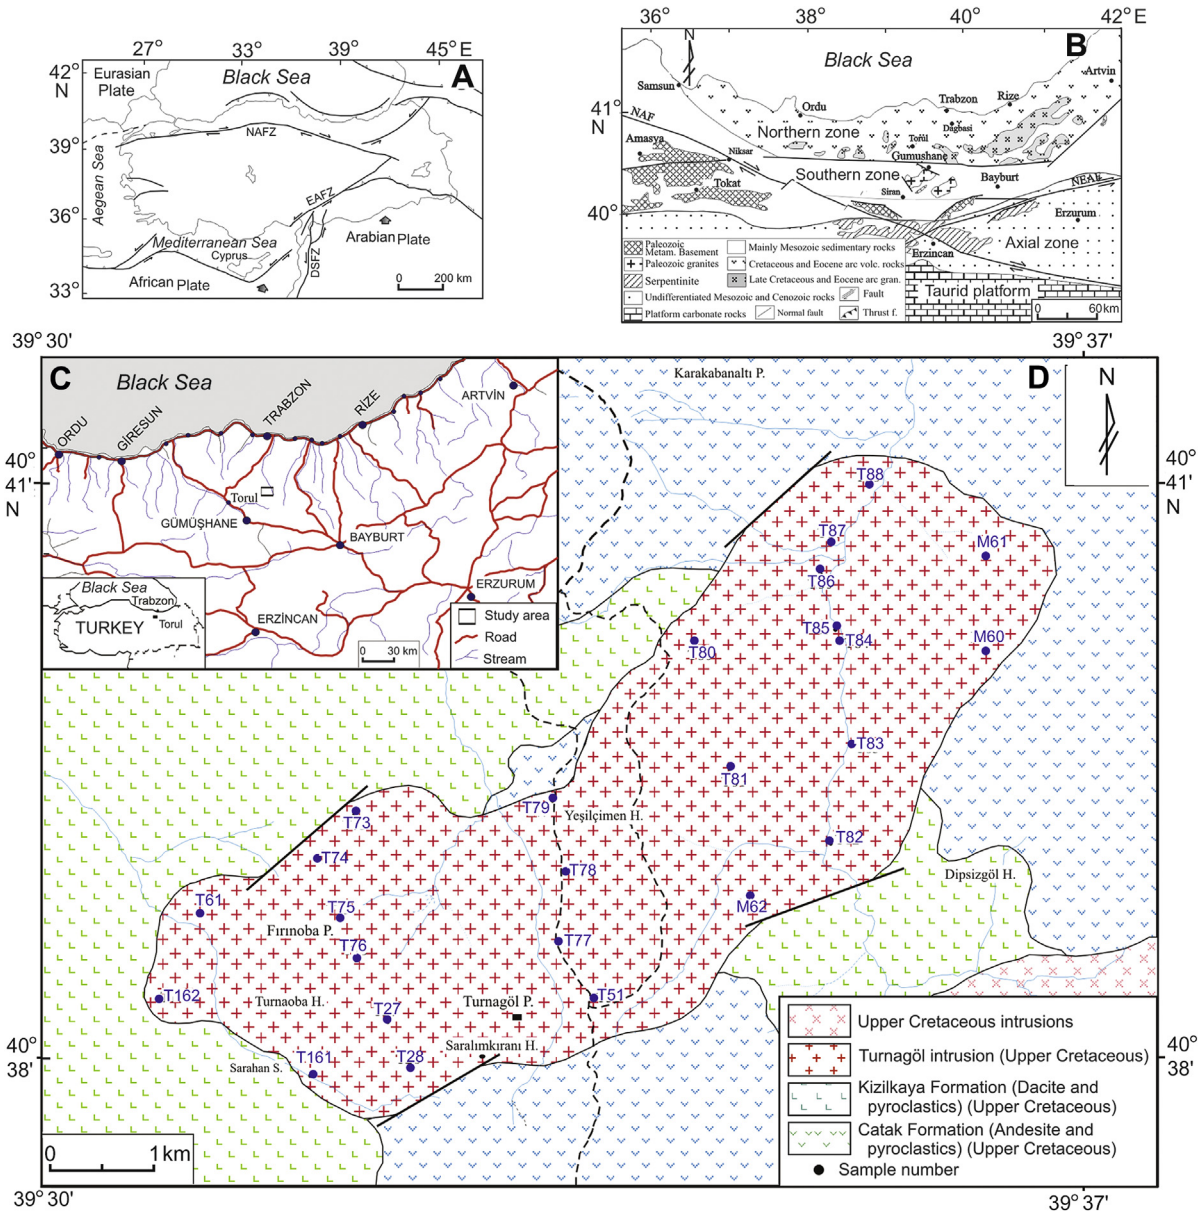 27° 33° 39° 45° E
42°
N
39°
36°
33°
Eurasian
Plate
Black Sea
A
NAFZ
Aegean Sea
EAFZ
Mediterranean Sea
Cyprus
DSFZ
Arabian Plate
African Plate
0 200 km
36° 38° 40° 42° E
41°
N
40°
N
B
Black Sea
Samsun
Ordu
Trabzon
Rize
Artvin
NAF
Northern zone
Dağbasi
Torul
Amasya
Niksar
Gumushane
Southern zone
Bayburt
Tokat
Siran
NEAF
Erzurum
Axial zone
Erzincan
Taurid platform
Paleozoic
Metam. Basement
Mainly Mesozoic sedimentary rocks
Paleozoic granites
Cretaceous and Eocene arc volc. rocks
Serpentinite
Late Cretaceous and Eocene arc gran.
Undifferentiated Mesozoic and Cenozoic rocks
Fault
Platform carbonate rocks
Normal fault
Thrust f.
0 60km
39° 30'
39° 37'
C
Black Sea
ORDU
GİRESUN
TRABZON
RİZE
ARTVİN
40°
41'
N
Torul
GÜMÜŞHANE
BAYBURT
ERZURUM
ERZİNCAN
Black Sea
Trabzon
TURKEY
Torul
0 30 km
Study area
Road
Stream
Karakabanaltı P.
D
N
40°
41'
N
T88
T87
M61
T86
T85
T84
T80
M60
T83
T81
T79
Yeşilçimen H.
T73
T82
T74
T78
Dipsizgöl H.
T61
T75
M62
Fırınoba P.
T76
T77
T162
Turnaoba H.
T27
Turnagöl P.
T51
Saralımkıranı H.
T161
T28
Sarahan S.
40°
38'
40°
38'
0 1 km
Upper Cretaceous intrusions
Turnagöl intrusion (Upper Cretaceous)
Kizilkaya Formation (Dacite and
pyroclastics) (Upper Cretaceous)
Catak Formation (Andesite and
pyroclastics) (Upper Cretaceous)
Sample number
39° 30'
39° 37'